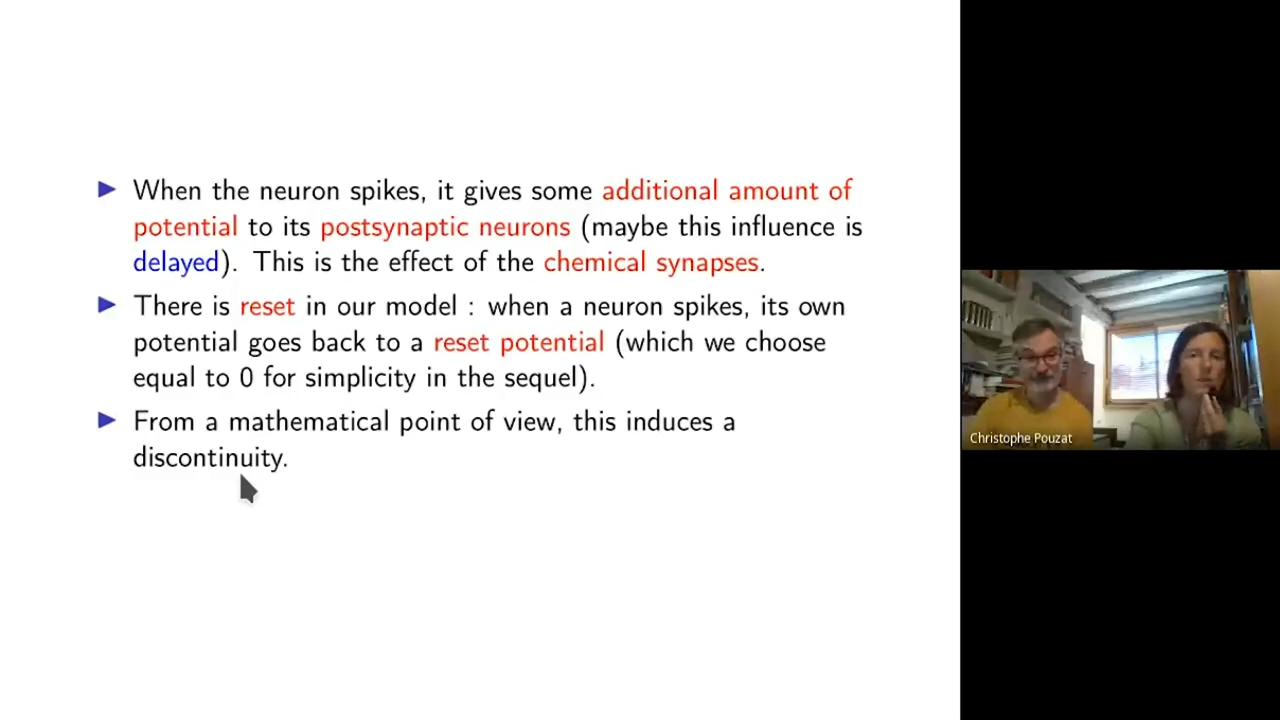 When the neuron spikes, it gives some additional amount of
potential to its postsynaptic neurons (maybe this influence is
delayed). This is the effect of the chemical synapses.
There is reset in our model : when a neuron spikes, its own
potential goes back to a reset potential (which we choose
equal to 0 for simplicity in the sequel).
From a mathematical point of view, this induces a
discontinuity.
Christophe Pouzat